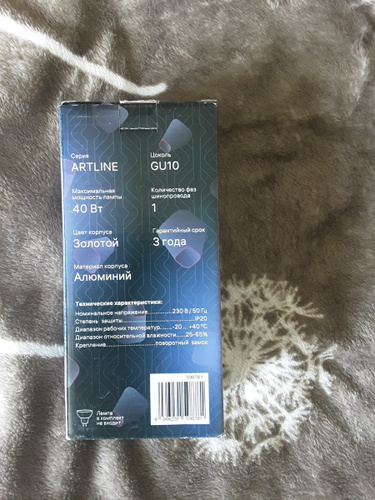 Серия
ARTLINE
Цоколь
GU10
Максимальная
мощность лампы
40 Вт
Количество фаз
шинопровода
1
Цвет корпуса
Золотой
Гарантийный срок
3 года
Материал корпуса
Алюминий
Технические характеристики:
Номинальное напряжение..............230 В / 50 Гц
Степень защиты..............IP20
Диапазон рабочих температур.......-20 ... +40 °C
Диапазон относительной влажности.....25-65%
Крепление..............поворотный замок
Лампа
в комплект
не входит